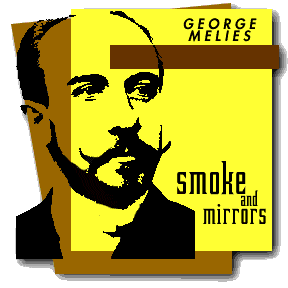 GEORGE
MELIES
smoke
and
mirrors